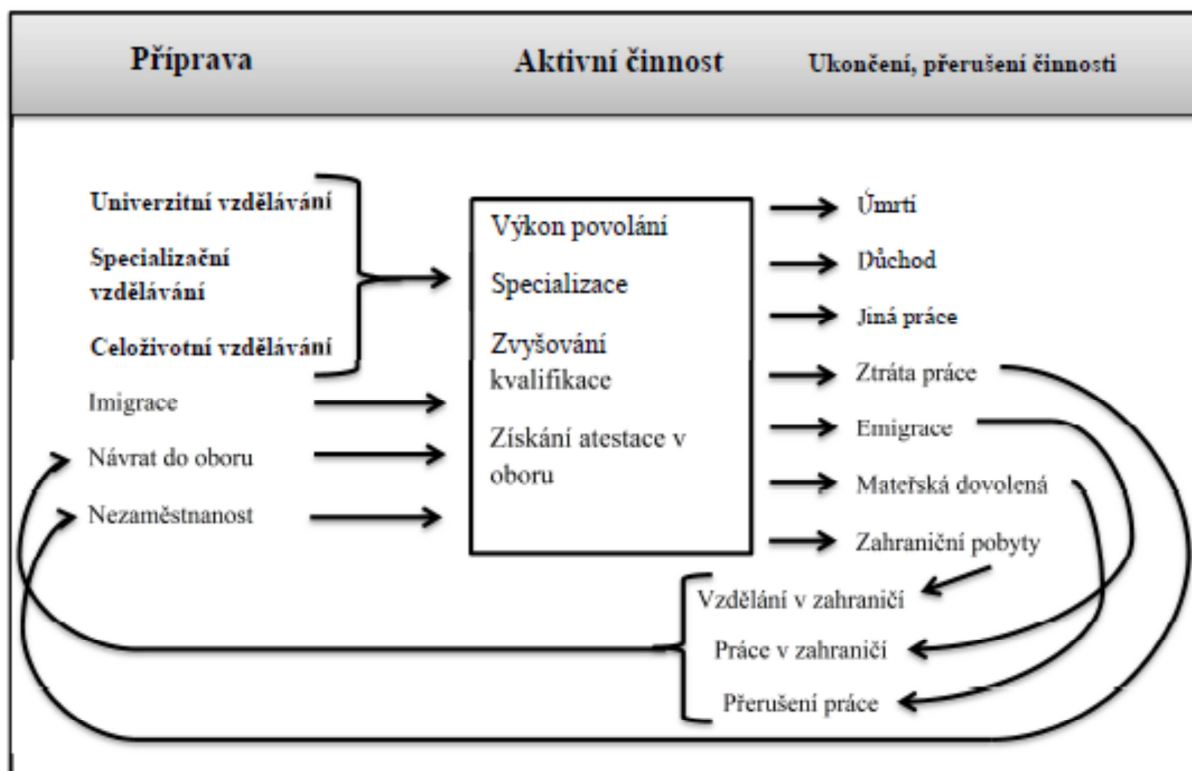 Příprava
Aktivní činnost
Ukončení, přerušení činnosti
Univerzitní vzdělávání
Specializační
vzdělávání
Celoživotní vzdělávání
Imigrace
Návrat do oboru
Nezaměstnanost
Výkon povolání
Specializace
Zvyšování
kvalifikace
Získání atestace v
oboru
Úmrtí
Důchod
Jiná práce
Ztráta práce
Emigrace
Mateřská dovolená
Zahraniční pobyty
Vzdělání v zahraničí
Práce v zahraničí
Přerušení práce